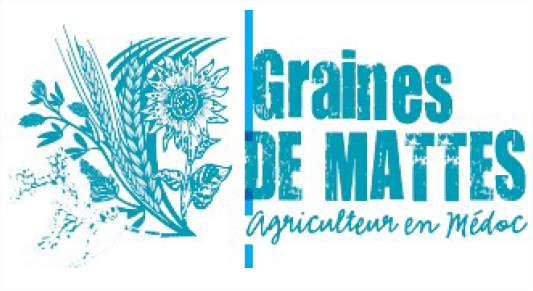 Graines
DE MATTES
Agriculteur en Médoc